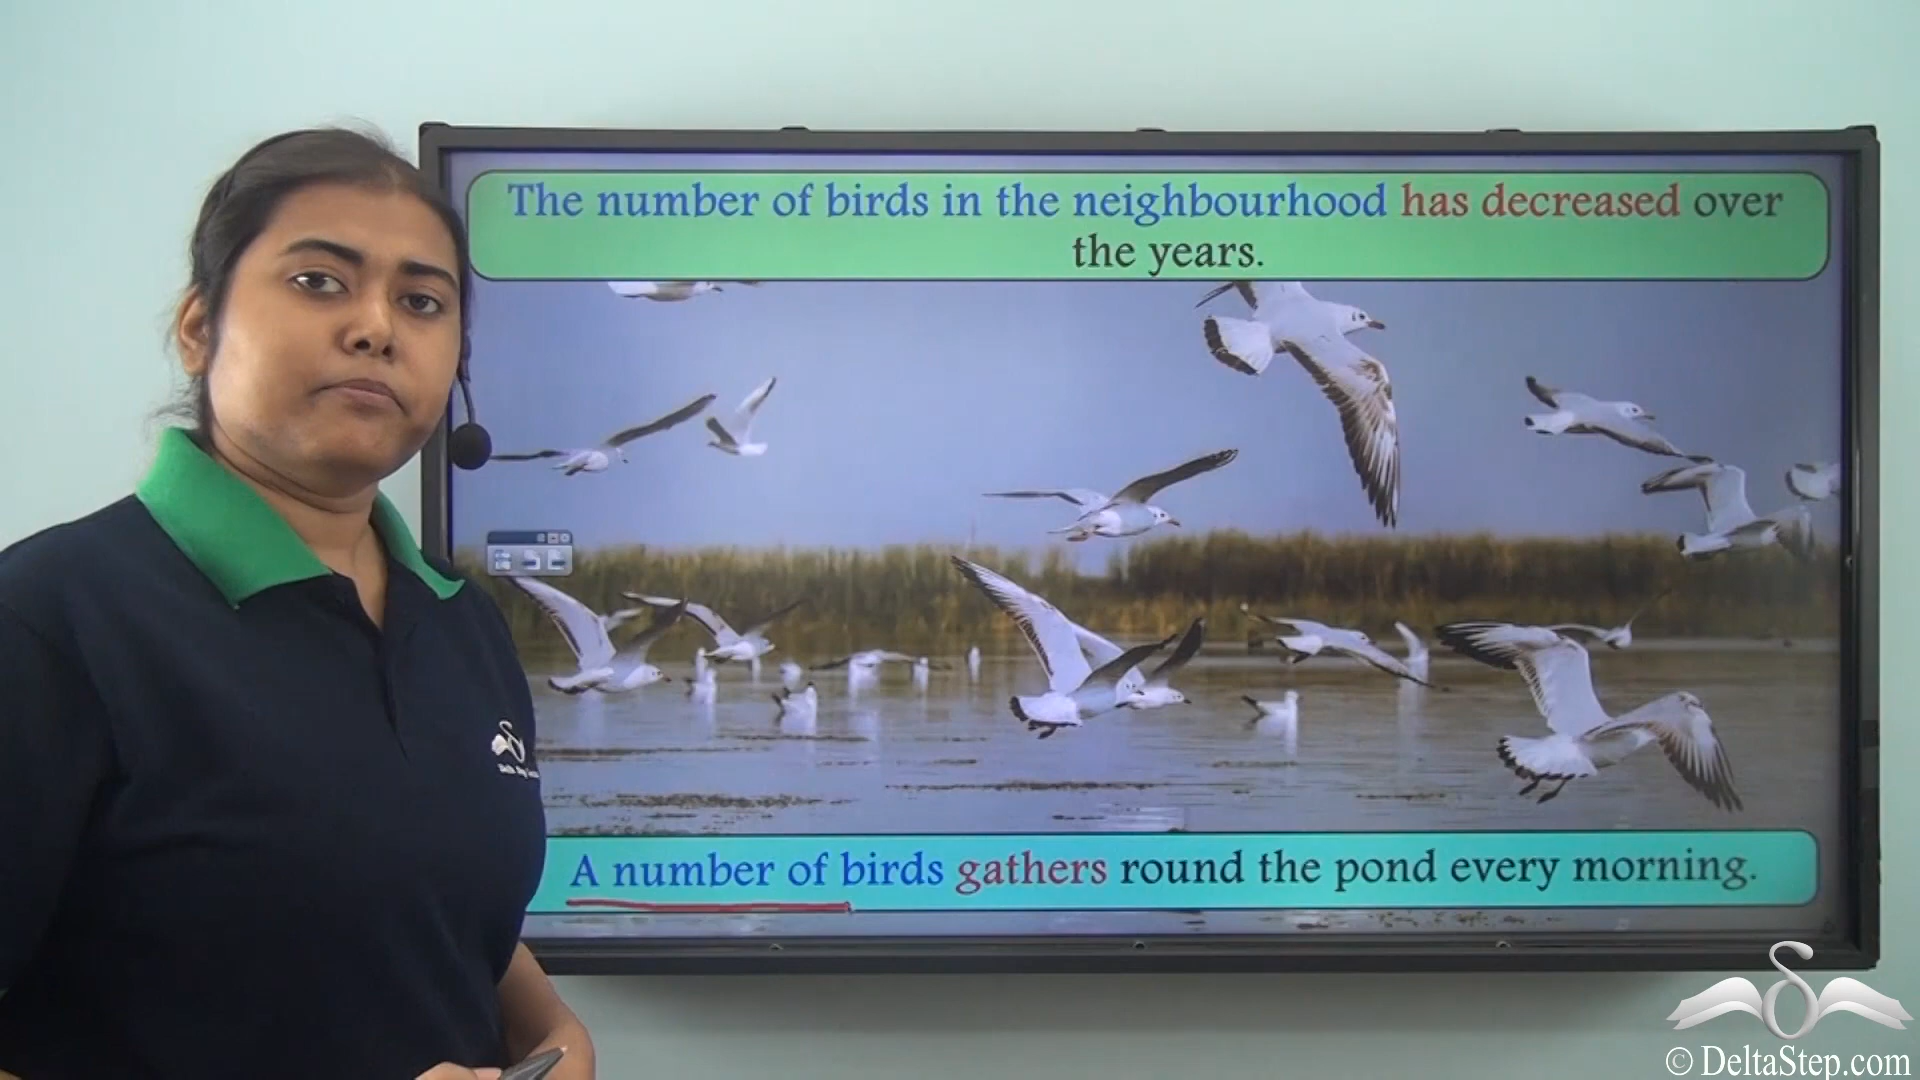 The number of birds in the neighbourhood has decreased over
the years.
A number of birds gathers round the pond every morning.
© DeltaStep.com